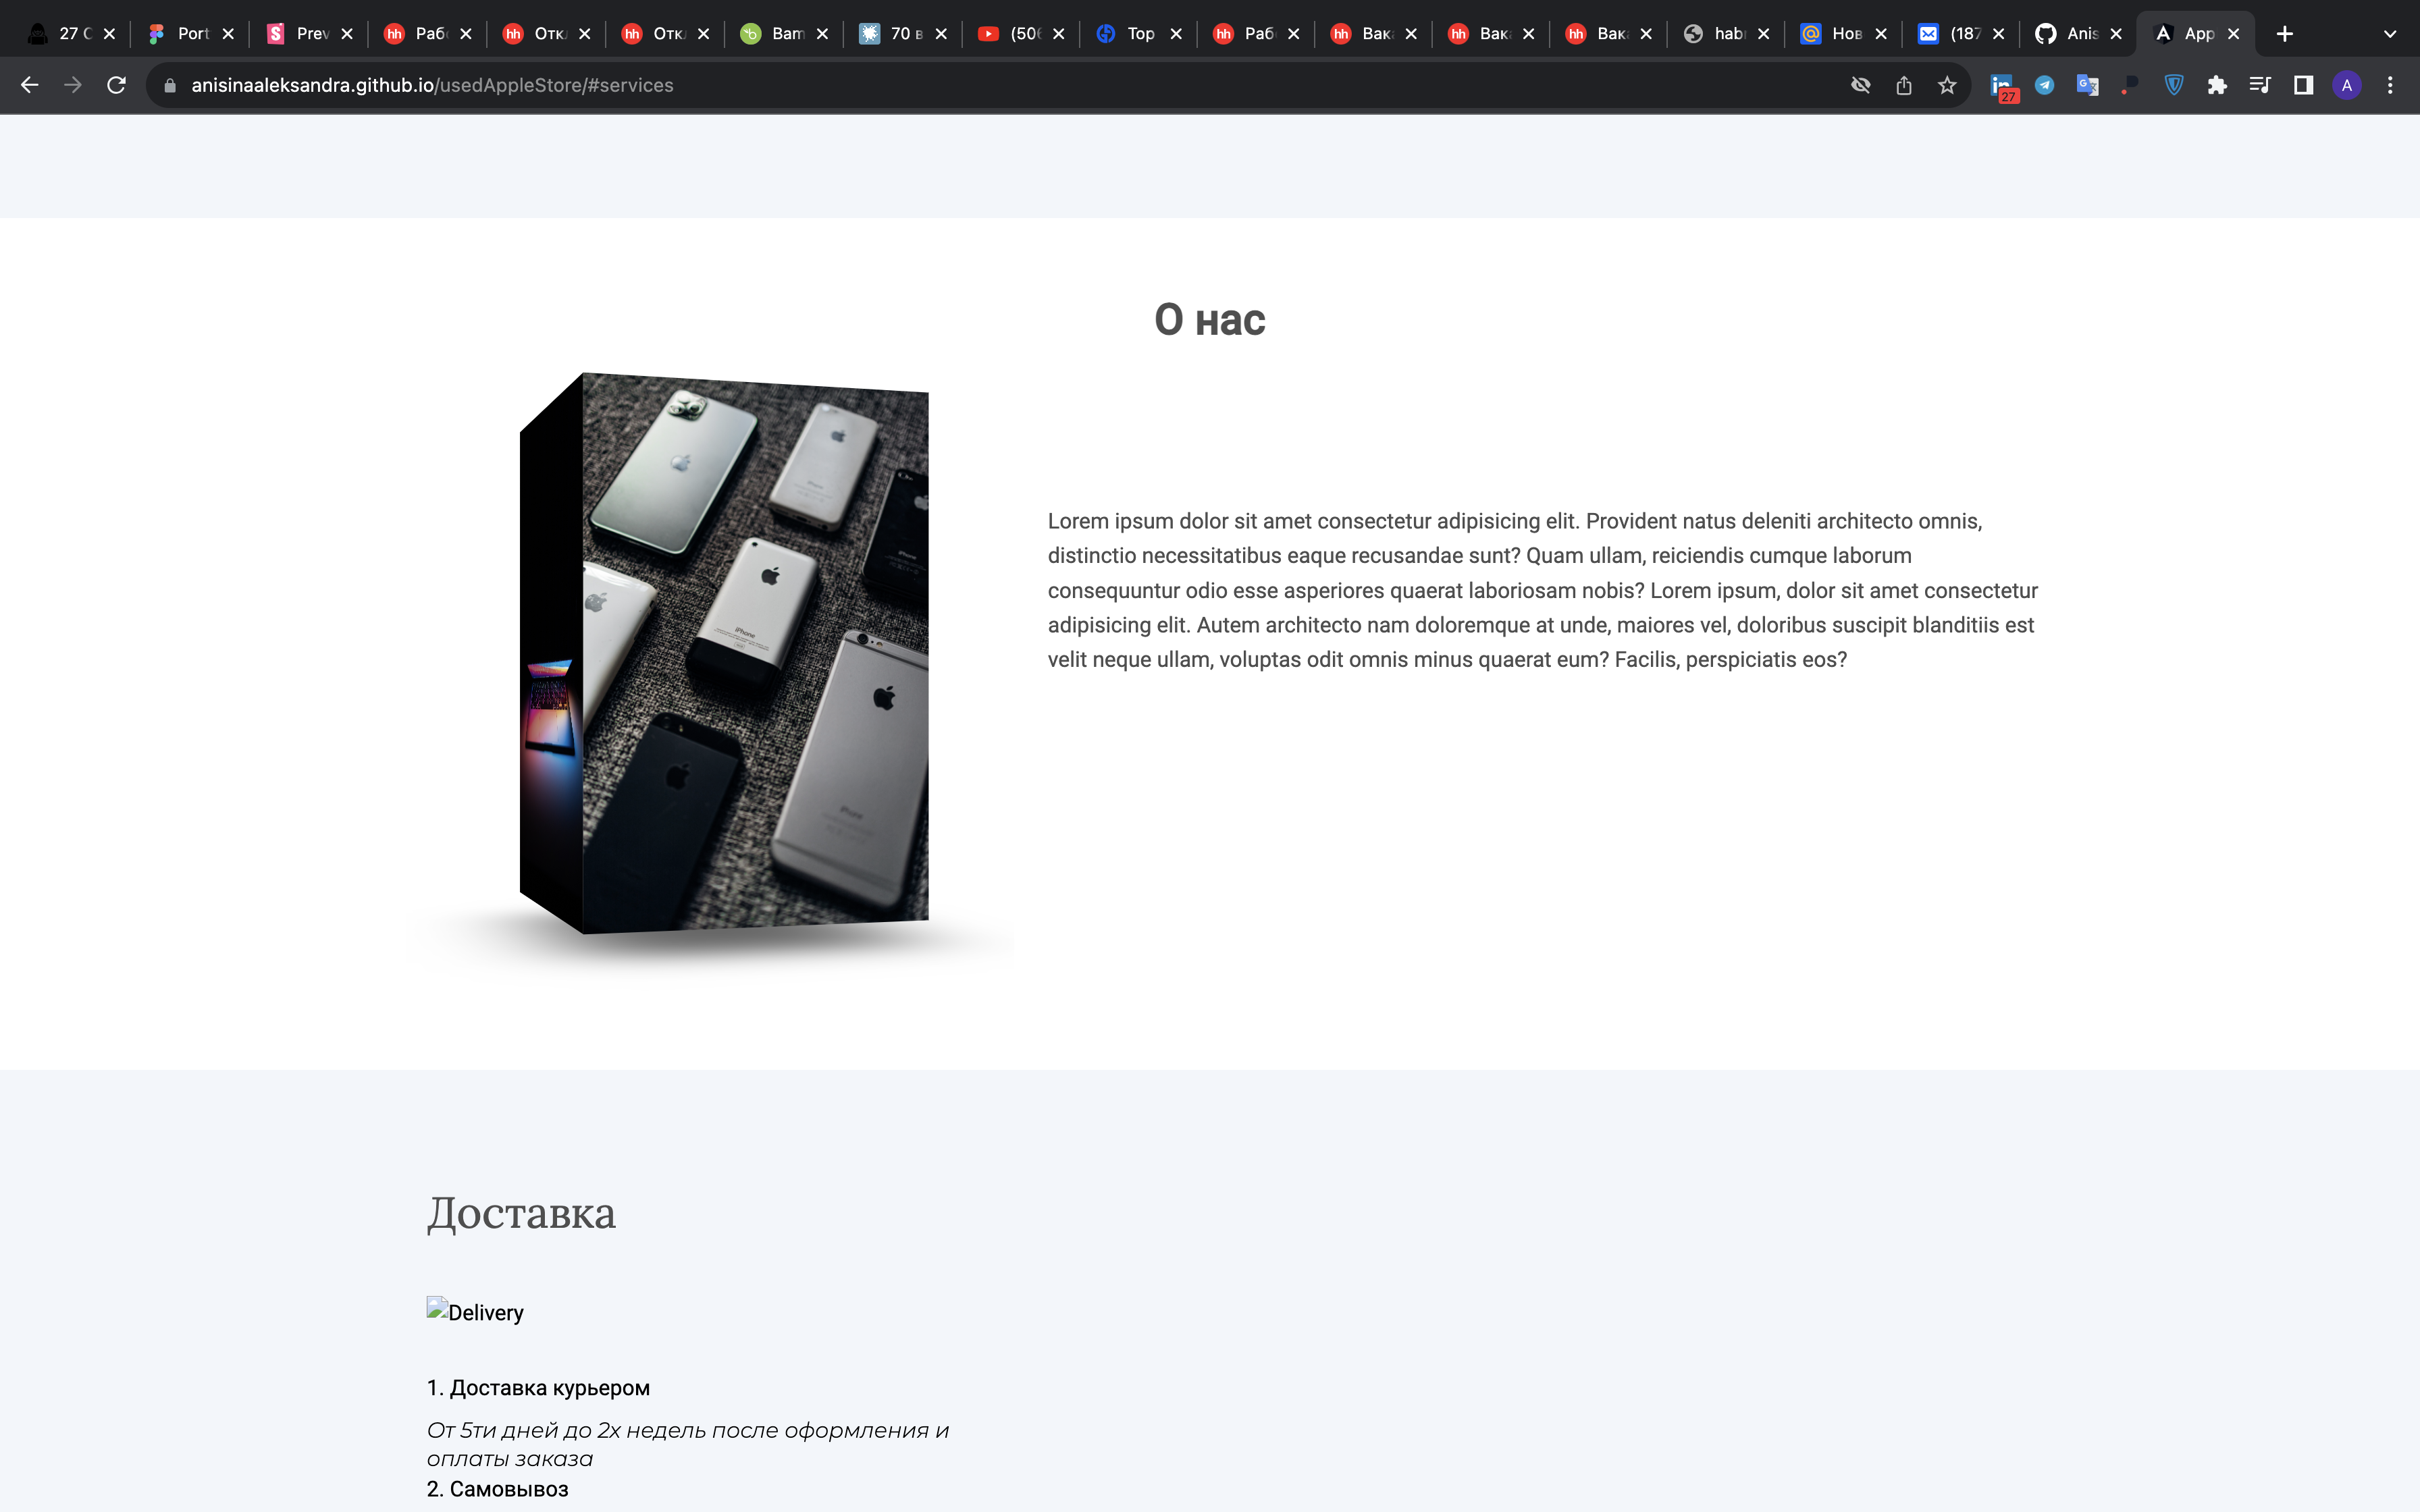 27 С
Port
Prev
Раб
Отк
Отк
Bam
70 в
(506
Top
Раб
Вак
Вак
Вак
hab
Нов
(187
Anis
App
anisinaaleksandra.github.io/usedAppleStore/#services
27
A
О нас
Lorem ipsum dolor sit amet consectetur adipisicing elit. Provident natus deleniti architecto omnis,
distinctio necessitatibus eaque recusandae sunt? Quam ullam, reiciendis cumque laborum
consequuntur odio esse asperiores quaerat laboriosam nobis? Lorem ipsum, dolor sit amet consectetur
adipisicing elit. Autem architecto nam doloremque at unde, maiores vel, doloribus suscipit blanditiis est
velit neque ullam, voluptas odit omnis minus quaerat eum? Facilis, perspiciatis eos?
iPhone
Доставка
Delivery
1. Доставка курьером
От 5ти дней до 2х недель после оформления и
оплаты заказа
2. Самовывоз